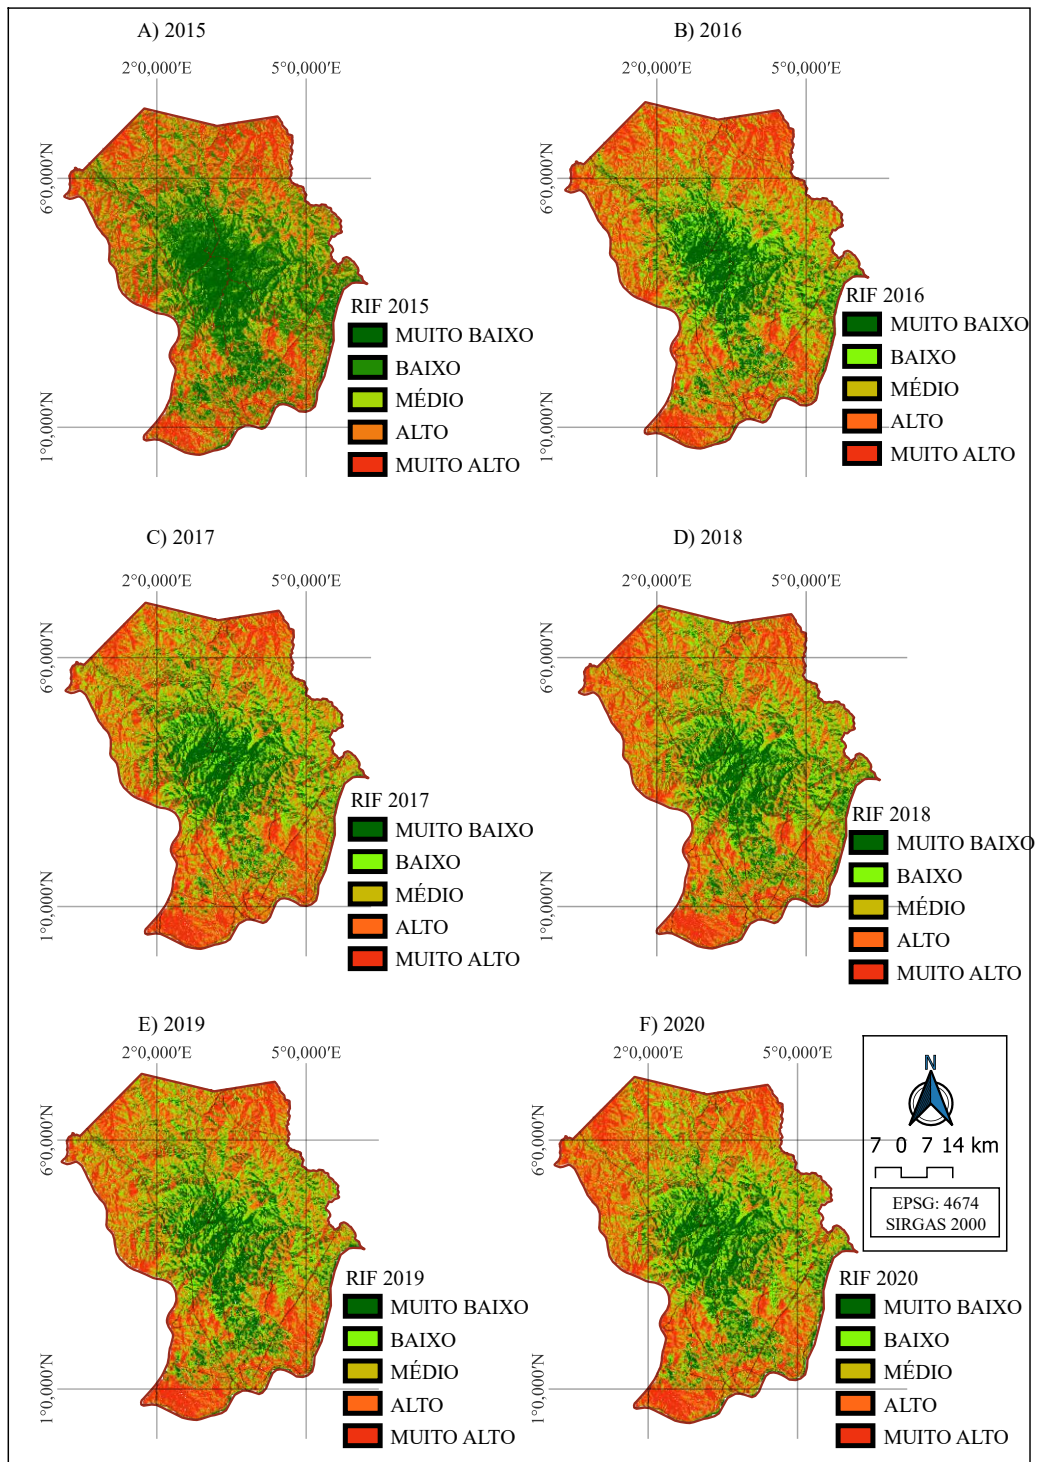 A) 2015
B) 2016
2°0,000′E 5°0,000′E
2°0,000′E 5°0,000′E
6°0,000′N
6°0,000′N
RIF 2015
MUITO BAIXO
BAIXO
MÉDIO
ALTO
MUITO ALTO
RIF 2016
MUITO BAIXO
BAIXO
MÉDIO
ALTO
MUITO ALTO
1°0,000′N
1°0,000′N
C) 2017
D) 2018
2°0,000′E 5°0,000′E
2°0,000′E 5°0,000′E
6°0,000′N
6°0,000′N
RIF 2017
MUITO BAIXO
BAIXO
MÉDIO
ALTO
MUITO ALTO
RIF 2018
MUITO BAIXO
BAIXO
MÉDIO
ALTO
MUITO ALTO
1°0,000′N
1°0,000′N
E) 2019
F) 2020
2°0,000′E 5°0,000′E
2°0,000′E 5°0,000′E
6°0,000′N
6°0,000′N
N
7 0 7 14 km
EPSG: 4674
SIRGAS 2000
RIF 2019
MUITO BAIXO
BAIXO
MÉDIO
ALTO
MUITO ALTO
RIF 2020
MUITO BAIXO
BAIXO
MÉDIO
ALTO
MUITO ALTO
1°0,000′N
1°0,000′N